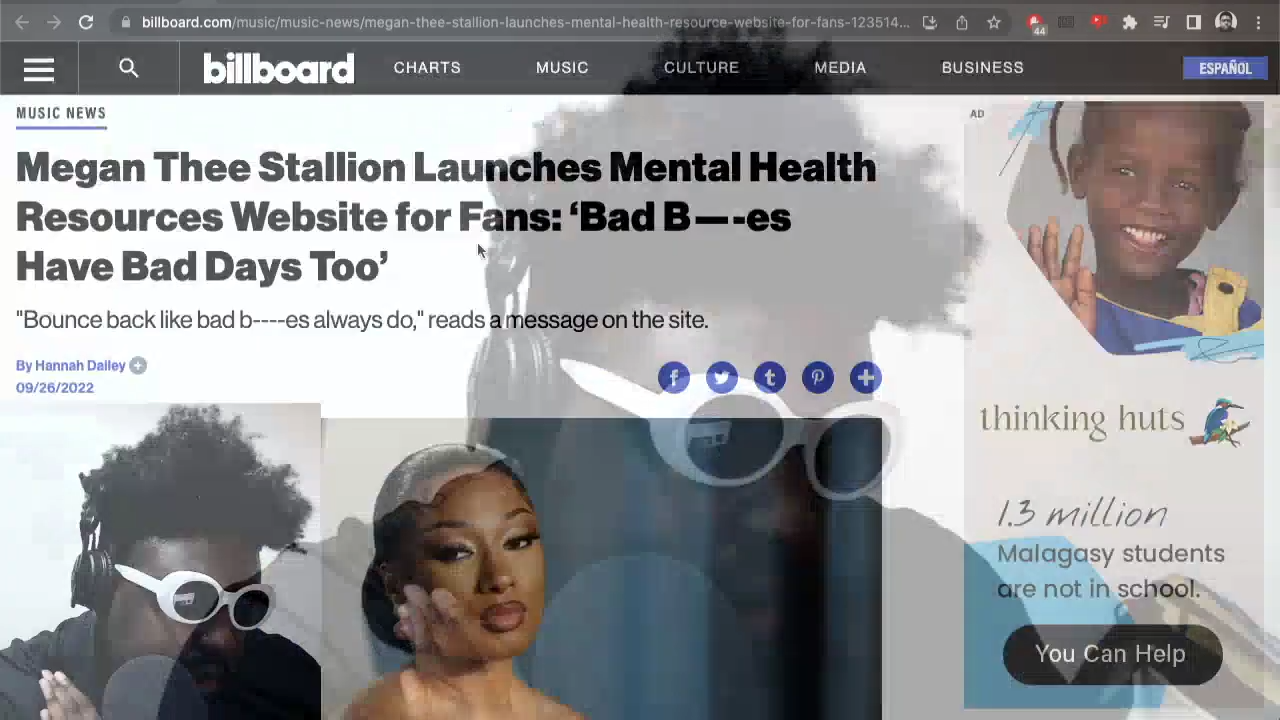 billboard.com/music/music-news/megan-thee-stallion-launches-mental-health-resource-website-for-fans-123514...
44
billboard
CHARTS
MUSIC
CULTURE
MEDIA
BUSINESS
ESPAÑOL
MUSIC NEWS
AD
Megan Thee Stallion Launches Mental Health
Resources Website for Fans: ‘Bad B—-es
Have Bad Days Too’
"Bounce back like bad b----es always do," reads a message on the site.
By Hannah Dailey
09/26/2022
thinking huts
1.3 million
Malagasy students
are not in school.
You Can Help